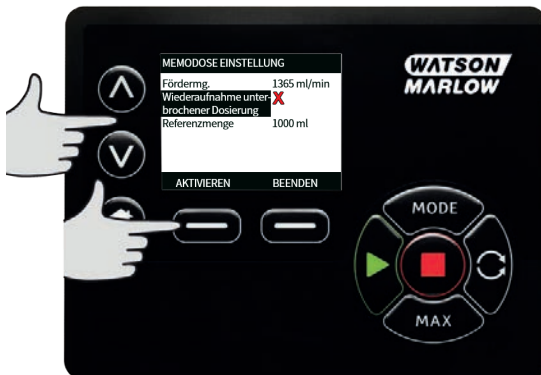 MEMODOSE EINSTELLUNG
Fördermg. 1365 ml/min
Wiederaufnahme unter-
brochener Dosierung
Referenzmenge 1000 ml
AKTIVIEREN BEENDEN
WATSON
MARLOW
MODE
MAX